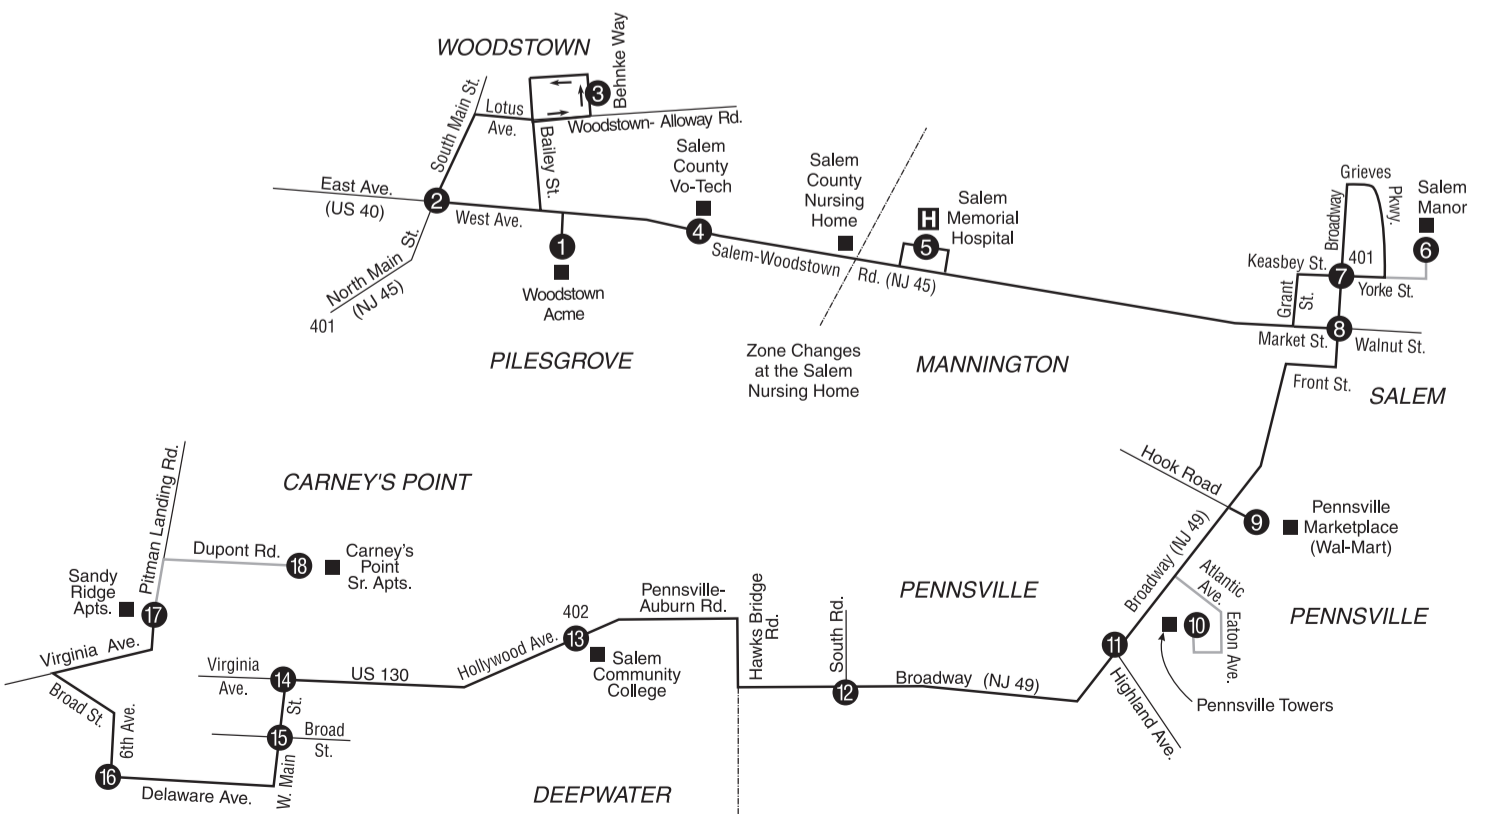 WOODSTOWN
Behnke Way
3
South Main St.
Lotus
Ave.
Woodstown- Alloway Rd.
Bailey St.
East Ave.
(US 40)
2
West Ave.
North Main St.
(NJ 45)
401
1
Woodstown
Acme
PILESGROVE
Salem
County
Vo-Tech
4
Salem-Woodstown Rd. (NJ 45)
Salem
County
Nursing
Home
H
5
Salem
Memorial
Hospital
Zone Changes
at the Salem
Nursing Home
MANNINGTON
Grieves
Pkwy.
Broadway
Salem
Manor
6
401
Keasbey St.
7
Yorke St.
Grant
St.
Market St.
8
Walnut St.
Front St.
SALEM
Hook Road
9
Pennsville
Marketplace
(Wal-Mart)
Broadway (NJ 49)
Atlantic
Ave.
Eaton Ave.
10
PENNSVILLE
11
Highland Ave.
Pennsville Towers
PENNSVILLE
South Rd.
12
Broadway (NJ 49)
Hawks Bridge
Rd.
Pennsville-
Auburn Rd.
402
13
Hollywood Ave.
Salem
Community
College
DEEPWATER
CARNEY'S POINT
Pitman Landing Rd.
Dupont Rd.
18
Carney's
Point
Sr. Apts.
Sandy
Ridge
Apts.
17
Virginia Ave.
Broad St.
6th Ave.
16
Delaware Ave.
W. Main
St.
Virginia
Ave.
14
US 130
15
Broad
St.